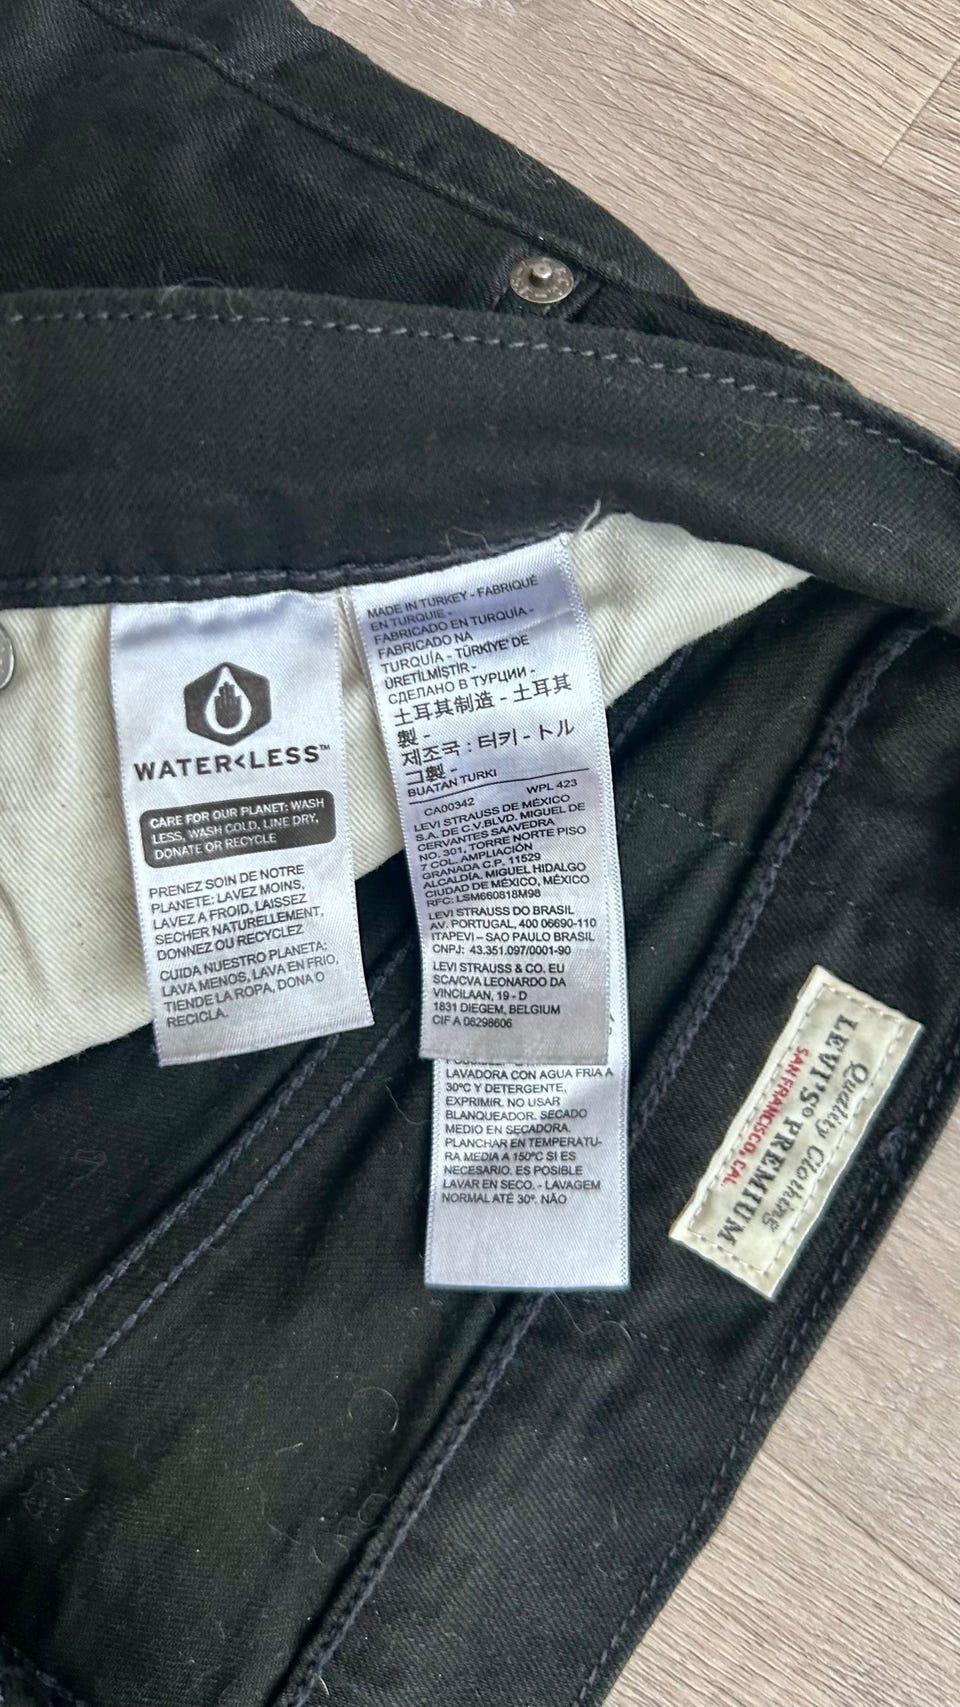 WATER<LESS™
CARE FOR OUR PLANET: WASH
LESS, WASH COLD, LINE DRY,
DONATE OR RECYCLE
PRENEZ SOIN DE NOTRE
PLANETE: LAVEZ MOINS,
LAVEZ A FROID, LAISSEZ
SECHER NATURELLEMENT,
DONNEZ OU RECYCLEZ
CUIDA NUESTRO PLANETA:
LAVA MENOS, LAVA EN FRIO,
TIENDE LA ROPA, DONA O
RECICLA.
MADE IN TURKEY - FABRIQUÉ
EN TURQUIE -
FABRICADO EN TURQUÍA -
FABRICADO NA
TURQUÍA - TÜRKİYE' DE
ÜRETİLMİŞTİR -
СДЕЛАНО В ТУРЦИИ -
土耳其制造 - 土耳其
製 -
제조국 : 터키 - トル
コ製 -
BUATAN TURKI
CA00342 WPL 423
LEVI STRAUSS DE MÉXICO
S.A. DE C.V.BLVD. MIGUEL DE
CERVANTES SAAVEDRA
NO. 301, TORRE NORTE PISO
7 COL. AMPLIACIÓN
GRANADA C.P. 11529
ALCALDÍA. MIGUEL HIDALGO
CIUDAD DE MÉXICO, MÉXICO
RFC: LSM660818M98
LEVI STRAUSS DO BRASIL
AV. PORTUGAL, 400 06690-110
ITAPEVI – SAO PAULO BRASIL
CNPJ: 43.351.097/0001-90
LEVI STRAUSS & CO. EU
SCA/CVA LEONARDO DA
VINCILAAN, 19 - D
1831 DIEGEM, BELGIUM
CIF A 08298606
LAVADORA CON AGUA FRIA A
30ºC Y DETERGENTE,
EXPRIMIR. NO USAR
BLANQUEADOR. SECADO
MEDIO EN SECADORA.
PLANCHAR EN TEMPERATU-
RA MEDIA A 150ºC SI ES
NECESARIO. ES POSIBLE
LAVAR EN SECO. - LAVAGEM
NORMAL ATÉ 30º. NÃO
Quality Clothing
LEVI'S® PREMIUM
SAN FRANCISCO, CAL.